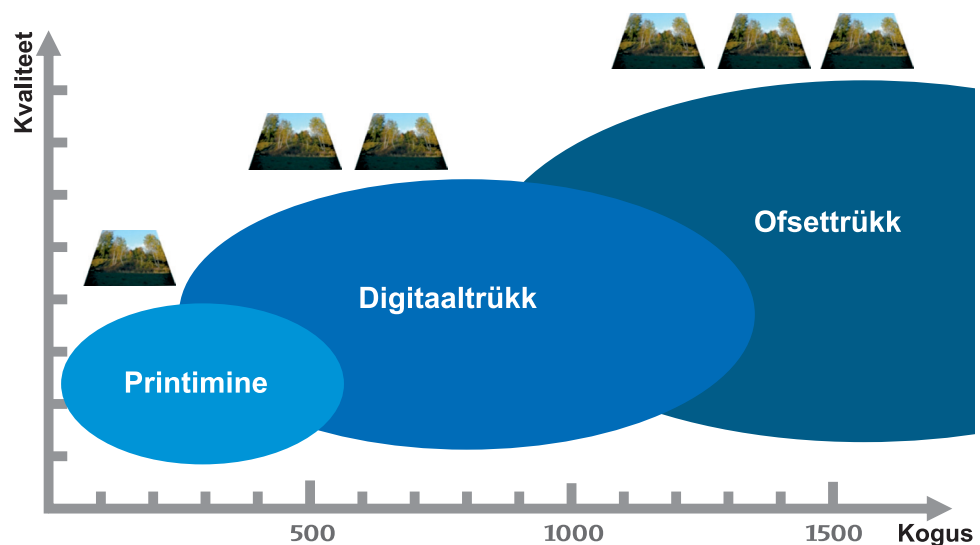 Kvaliteet
Ofsettrükk
Digitaaltrükk
Printimine
500
1000
1500
Kogus